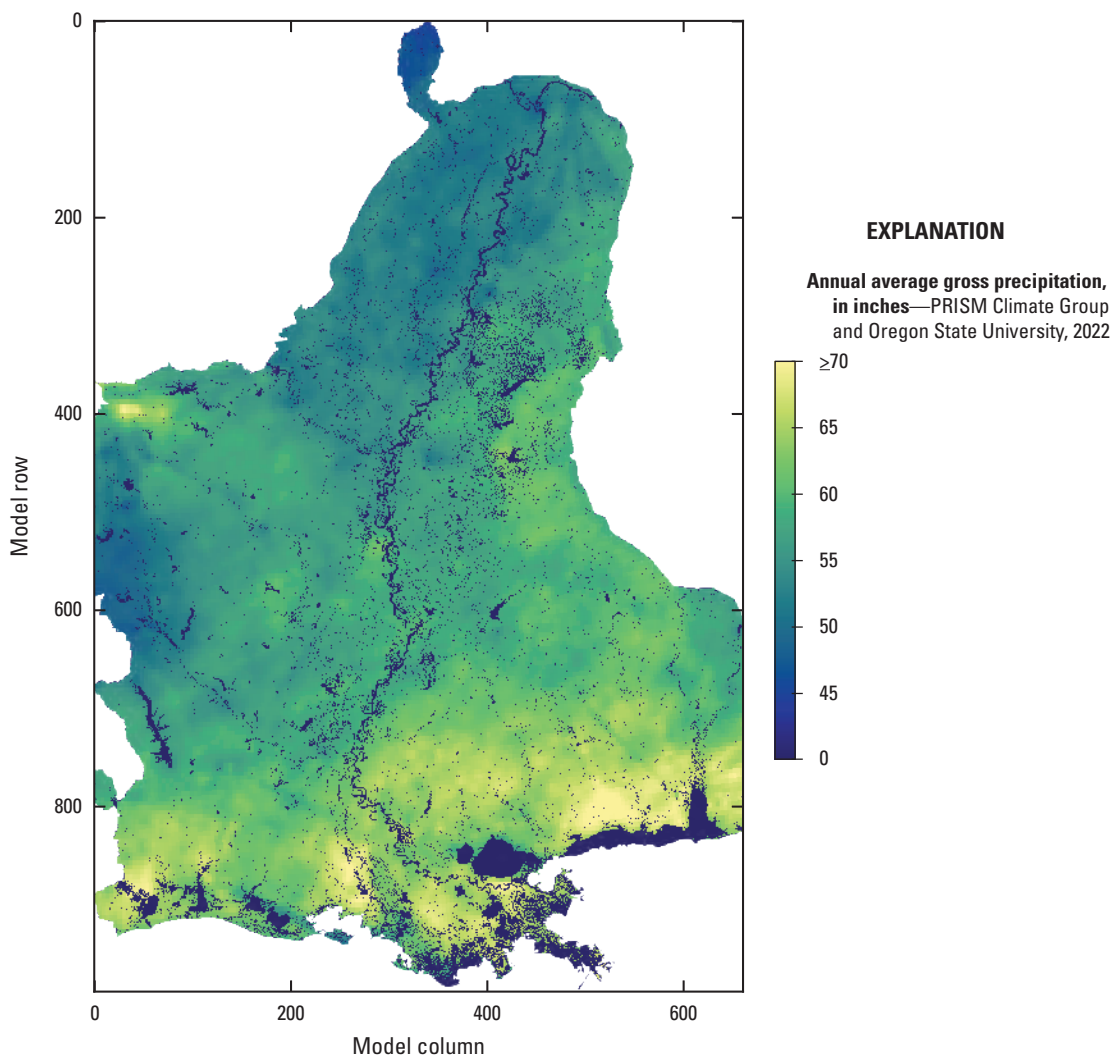 0
200
400
600
800
Model row
0
200
400
600
Model column
EXPLANATION
Annual average gross precipitation,
in inches—PRISM Climate Group
and Oregon State University, 2022
≥70
65
60
55
50
45
0